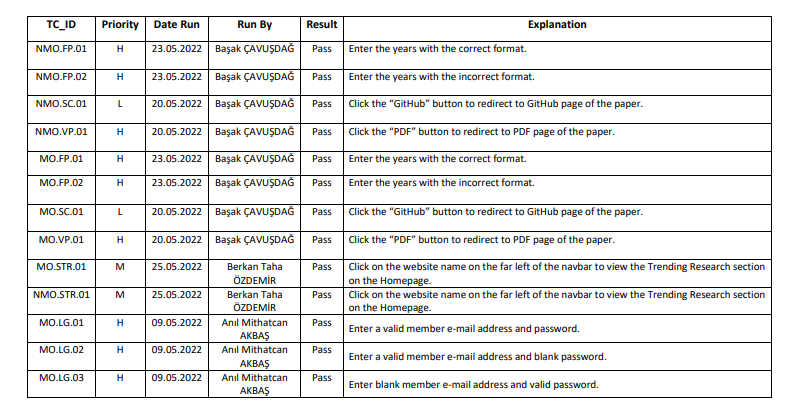 TC_ID Priority Date Run Run By Result Explanation
NMO.FP.01 H 23.05.2022 Başak ÇAVUŞDAĞ Pass Enter the years with the correct format.
NMO.FP.02 H 23.05.2022 Başak ÇAVUŞDAĞ Pass Enter the years with the incorrect format.
NMO.SC.01 L 20.05.2022 Başak ÇAVUŞDAĞ Pass Click the “GitHub” button to redirect to GitHub page of the paper.
NMO.VP.01 H 20.05.2022 Başak ÇAVUŞDAĞ Pass Click the “PDF” button to redirect to PDF page of the paper.
MO.FP.01 H 23.05.2022 Başak ÇAVUŞDAĞ Pass Enter the years with the correct format.
MO.FP.02 H 23.05.2022 Başak ÇAVUŞDAĞ Pass Enter the years with the incorrect format.
MO.SC.01 L 20.05.2022 Başak ÇAVUŞDAĞ Pass Click the “GitHub” button to redirect to GitHub page of the paper.
MO.VP.01 H 20.05.2022 Başak ÇAVUŞDAĞ Pass Click the “PDF” button to redirect to PDF page of the paper.
MO.STR.01 M 25.05.2022 Berkan Taha Pass Click on the website name on the far left of the navbar to view the Trending Research section
ÖZDEMİR on the Homepage.
NMO.STR.01 M 25.05.2022 Berkan Taha Pass Click on the website name on the far left of the navbar to view the Trending Research section
ÖZDEMİR on the Homepage.
MO.LG.01 H 09.05.2022 Anıl Mithatcan Pass Enter a valid member e-mail address and password.
AKBAŞ
MO.LG.02 H 09.05.2022 Anıl Mithatcan Pass Enter a valid member e-mail address and blank password.
AKBAŞ
MO.LG.03 H 09.05.2022 Anıl Mithatcan Pass Enter blank member e-mail address and valid password.
AKBAŞ